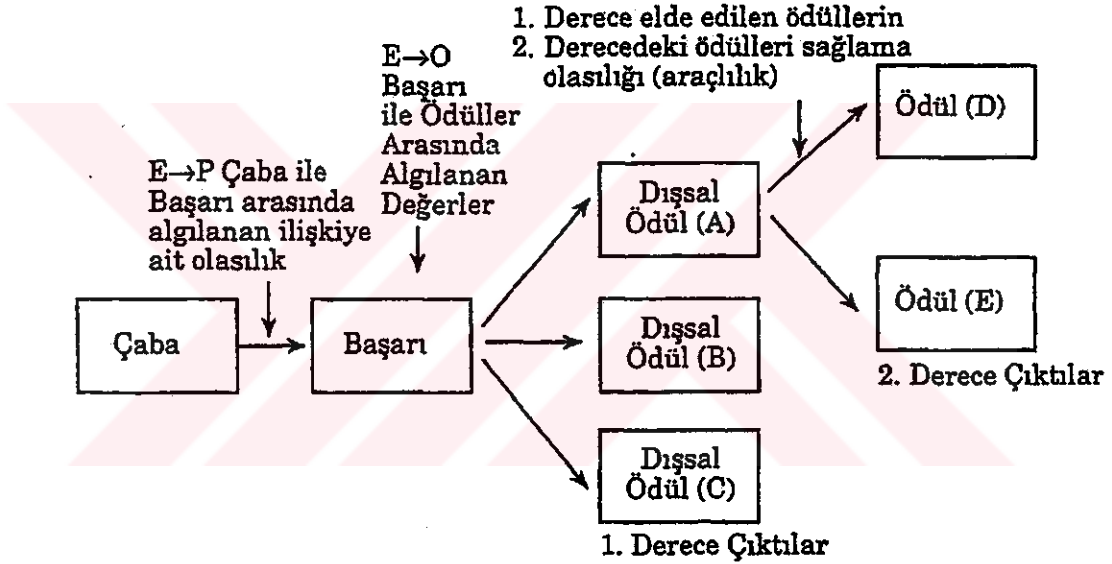 1. Derece elde edilen ödüllerin
2. Derecedeki ödülleri sağlama
olasılığı (araçlılık)
E→O
Başarı
ile Ödüller
Arasında
Algılanan
Değerler
E→P Çaba ile
Başarı arasında
algılanan ilişkiye
ait olasılık
Çaba
Başarı
Dışsal
Ödül (A)
Dışsal
Ödül (B)
Dışsal
Ödül (C)
1. Derece Çıktılar
Ödül (D)
Ödül (E)
2. Derece Çıktılar